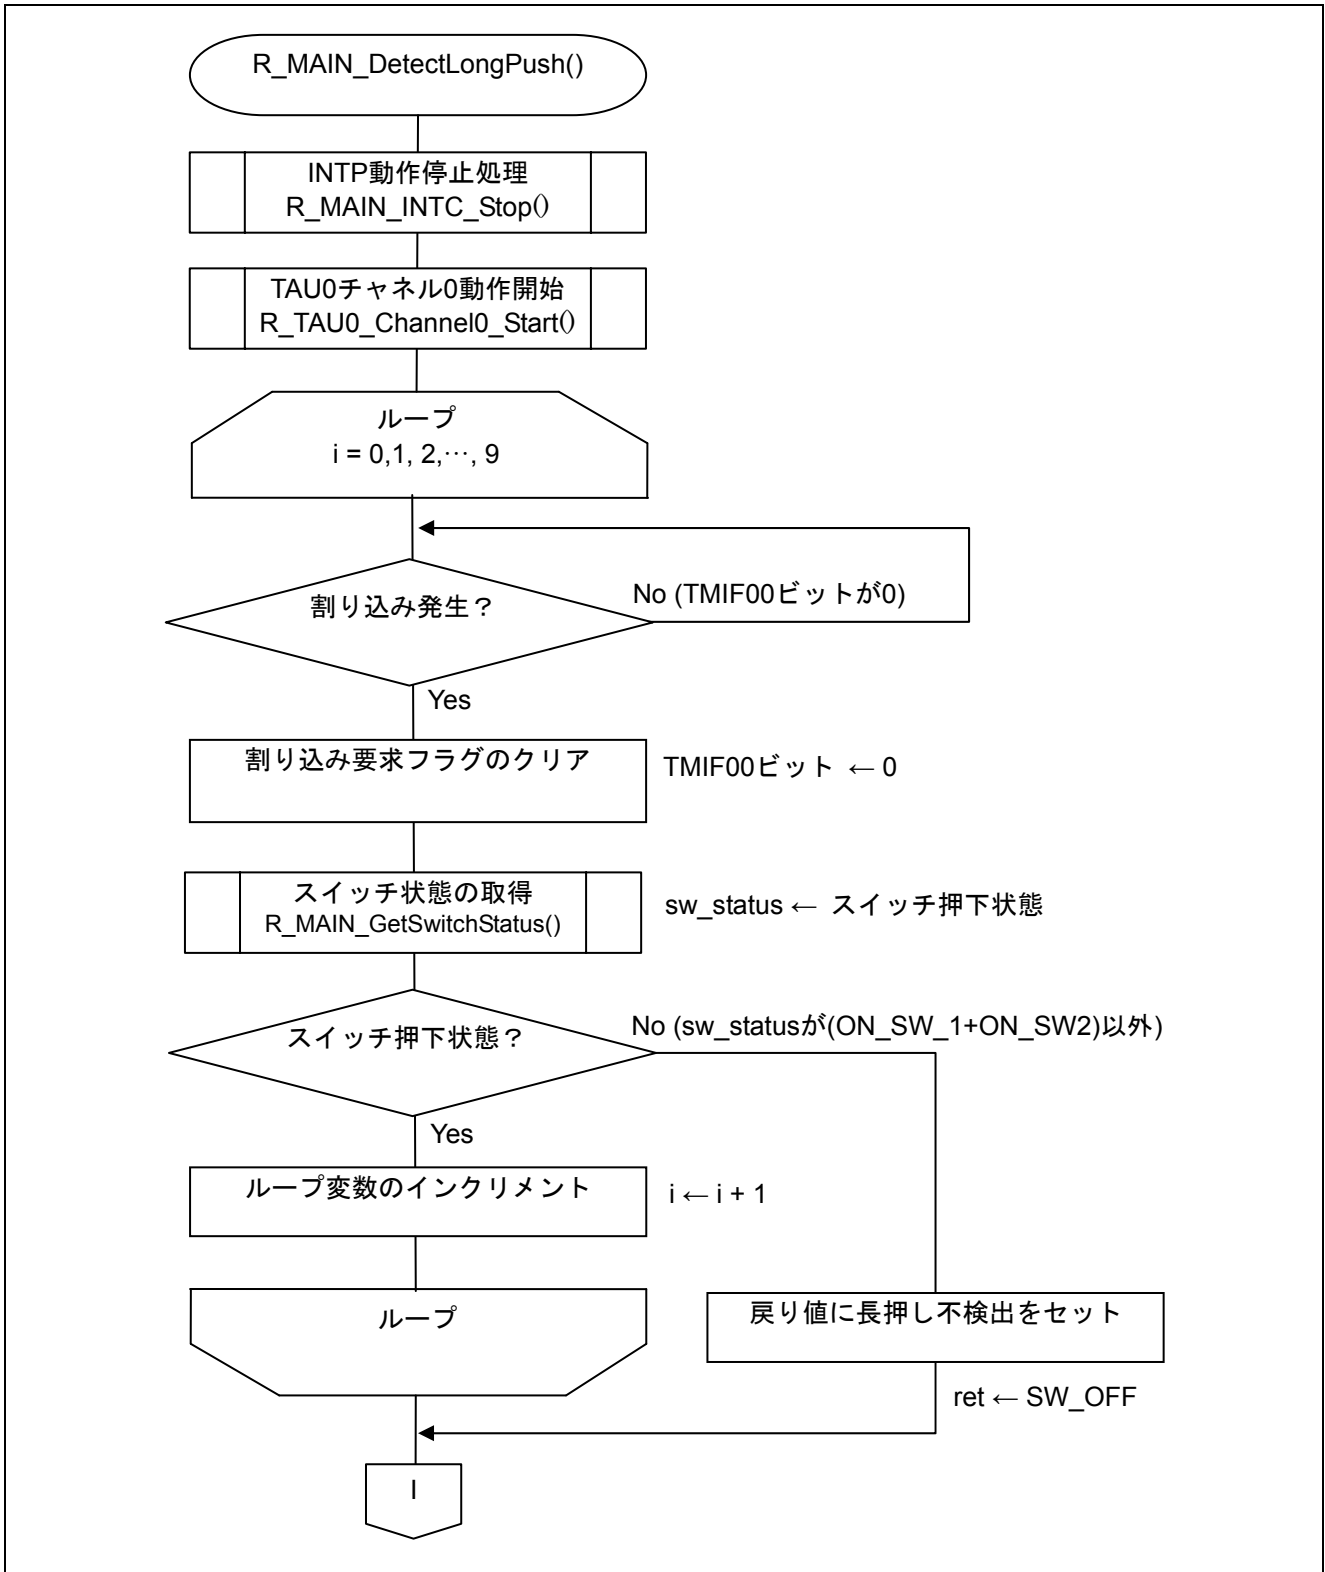 R_MAIN_DetectLongPush()
INTP動作停止処理
R_MAIN_INTC_Stop()
TAU0チャネル0動作開始
R_TAU0_Channel0_Start()
ループ
i = 0,1, 2,…, 9
割り込み発生？
No (TMIF00ビットが0)
Yes
割り込み要求フラグのクリア
TMIF00ビット ← 0
スイッチ状態の取得
R_MAIN_GetSwitchStatus()
sw_status ← スイッチ押下状態
スイッチ押下状態？
No (sw_statusが(ON_SW_1+ON_SW2)以外)
Yes
ループ変数のインクリメント
i ← i + 1
ループ
戻り値に長押し不検出をセット
ret ← SW_OFF
I